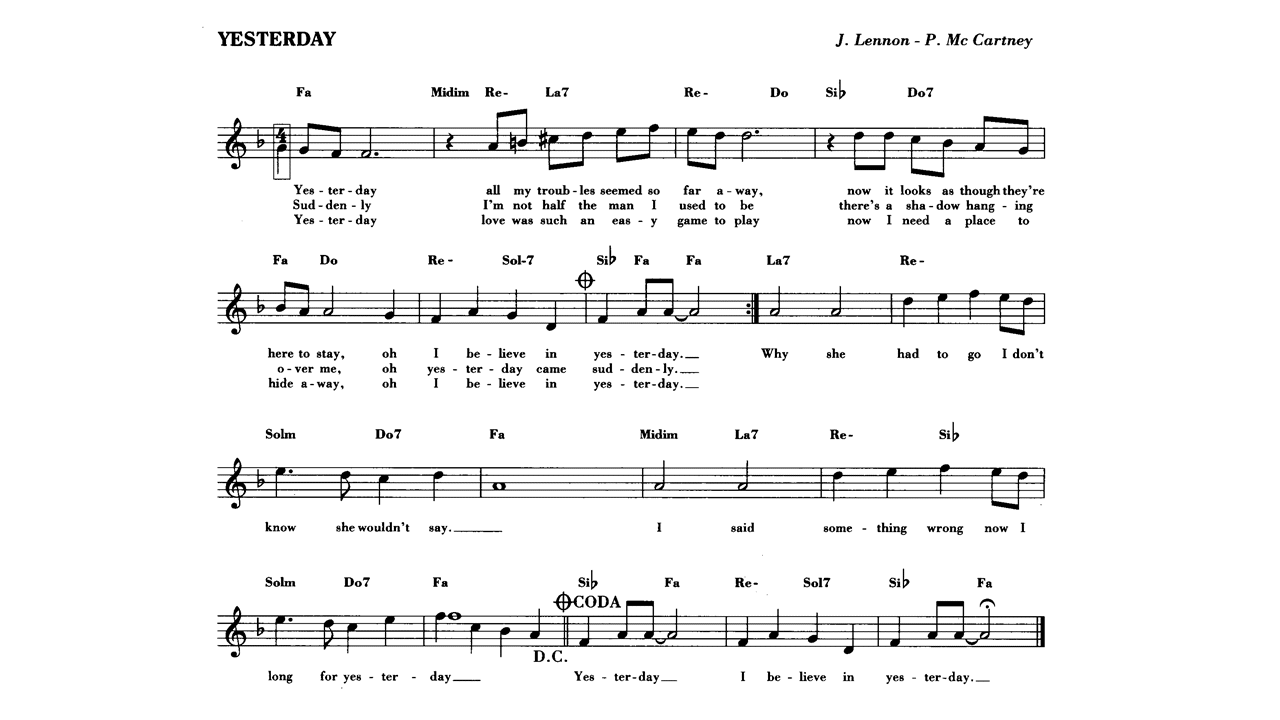 YESTERDAY J. Lennon - P. Mc Cartney
Fa Midim Re- La7 Re- Do Si♭ Do7
4
4
Yes - ter - day all my troub - les seemed so far a - way, now it looks as though they're
Sud - den - ly I'm not half the man I used to be there's a sha - dow hang - ing
Yes - ter - day love was such an eas - y game to play now I need a place to
Fa Do Re- Sol-7 Si♭ Fa Fa La7 Re-
here to stay, oh I be - lieve in yes - ter-day.__ Why she had to go I don't
o - ver me, oh yes - ter - day came sud - den-ly.__
hide a-way, oh I be - lieve in yes - ter-day.__
Solm Do7 Fa Midim La7 Re- Si♭
know she wouldn't say.______ I said some - thing wrong now I
Solm Do7 Fa Si♭ Fa Re- Sol7 Si♭ Fa
CODA
D.C.
long for yes - ter - day___ Yes - ter-day__ I be - lieve in yes - ter-day.__